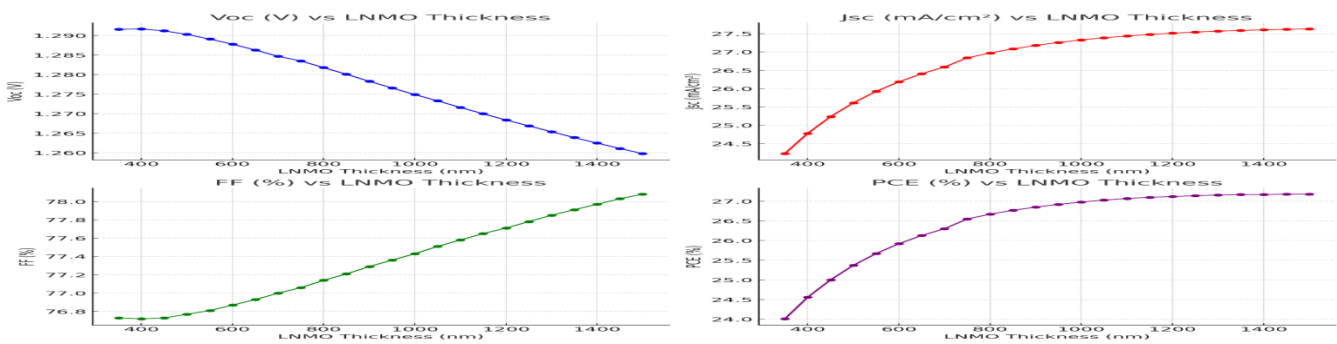 Voc (V) vs LNMO Thickness
1.290
1.285
1.280
1.275
1.270
1.265
1.260
Voc (V)
400 600 800 1000 1200 1400
LNMO Thickness (nm)
Jsc (mA/cm²) vs LNMO Thickness
27.5
27.0
26.5
26.0
25.5
25.0
24.5
Jsc (mA/cm²)
400 600 800 1000 1200 1400
LNMO Thickness (nm)
FF (%) vs LNMO Thickness
78.0
77.8
77.6
77.4
77.2
77.0
76.8
FF (%)
400 600 800 1000 1200 1400
LNMO Thickness (nm)
PCE (%) vs LNMO Thickness
27.0
26.5
26.0
25.5
25.0
24.5
24.0
PCE (%)
400 600 800 1000 1200 1400
LNMO Thickness (nm)